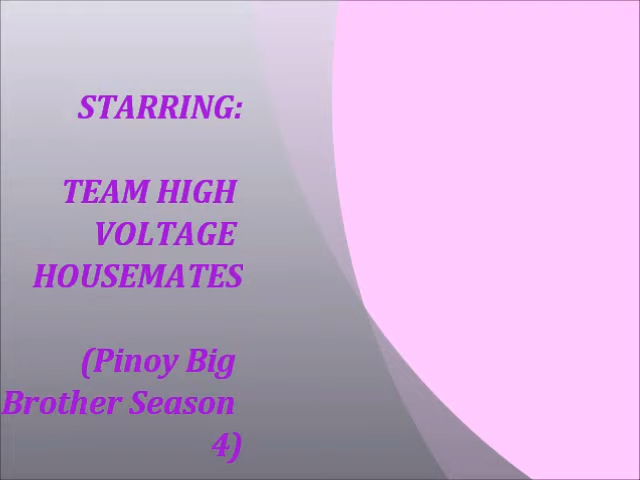 STARRING:
TEAM HIGH
VOLTAGE
HOUSEMATES
(Pinoy Big
Brother Season
4)